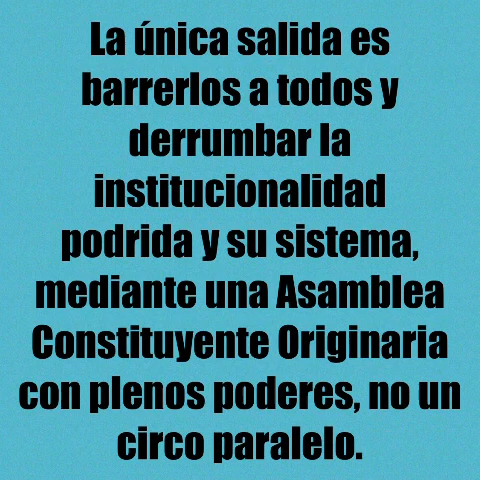 La única salida es
barrerlos a todos y
derrumbar la
institucionalidad
podrida y su sistema,
mediante una Asamblea
Constituyente Originaria
con plenos poderes, no un
circo paralelo.